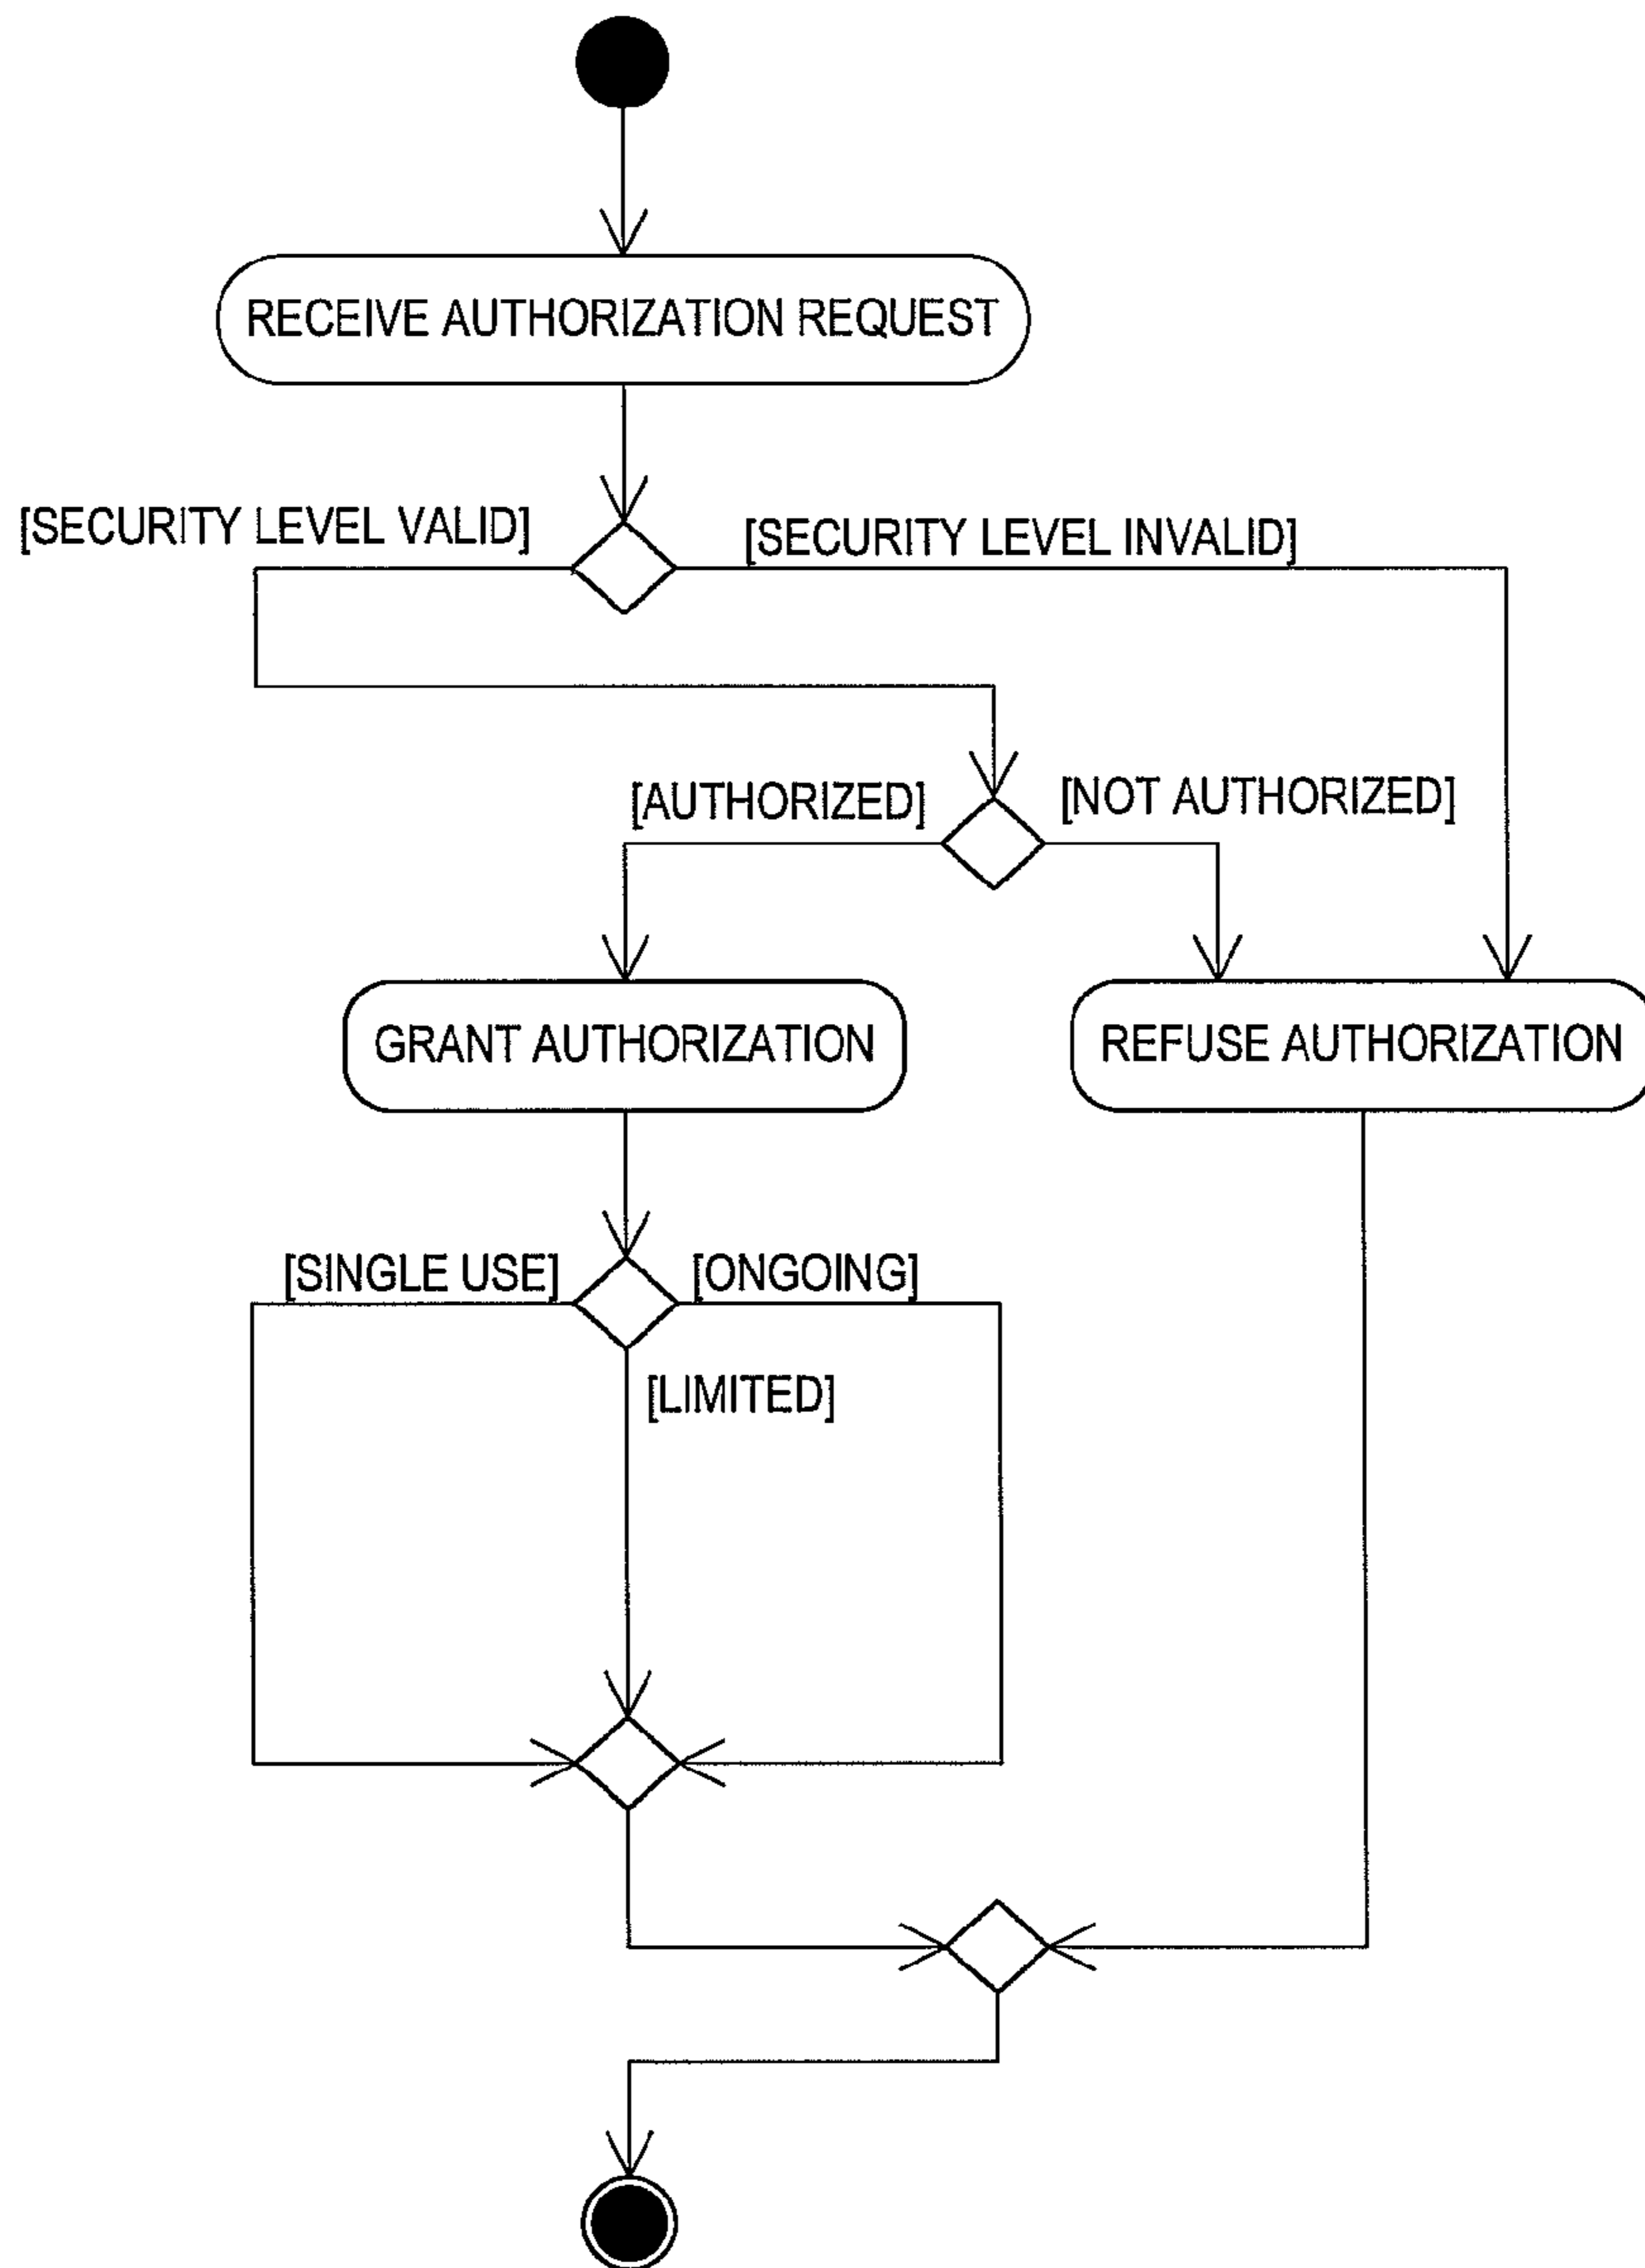 RECEIVE AUTHORIZATION REQUEST
[SECURITY LEVEL VALID]
[SECURITY LEVEL INVALID]
[AUTHORIZED]
[NOT AUTHORIZED]
GRANT AUTHORIZATION
REFUSE AUTHORIZATION
[SINGLE USE]
[ONGOING]
[LIMITED]